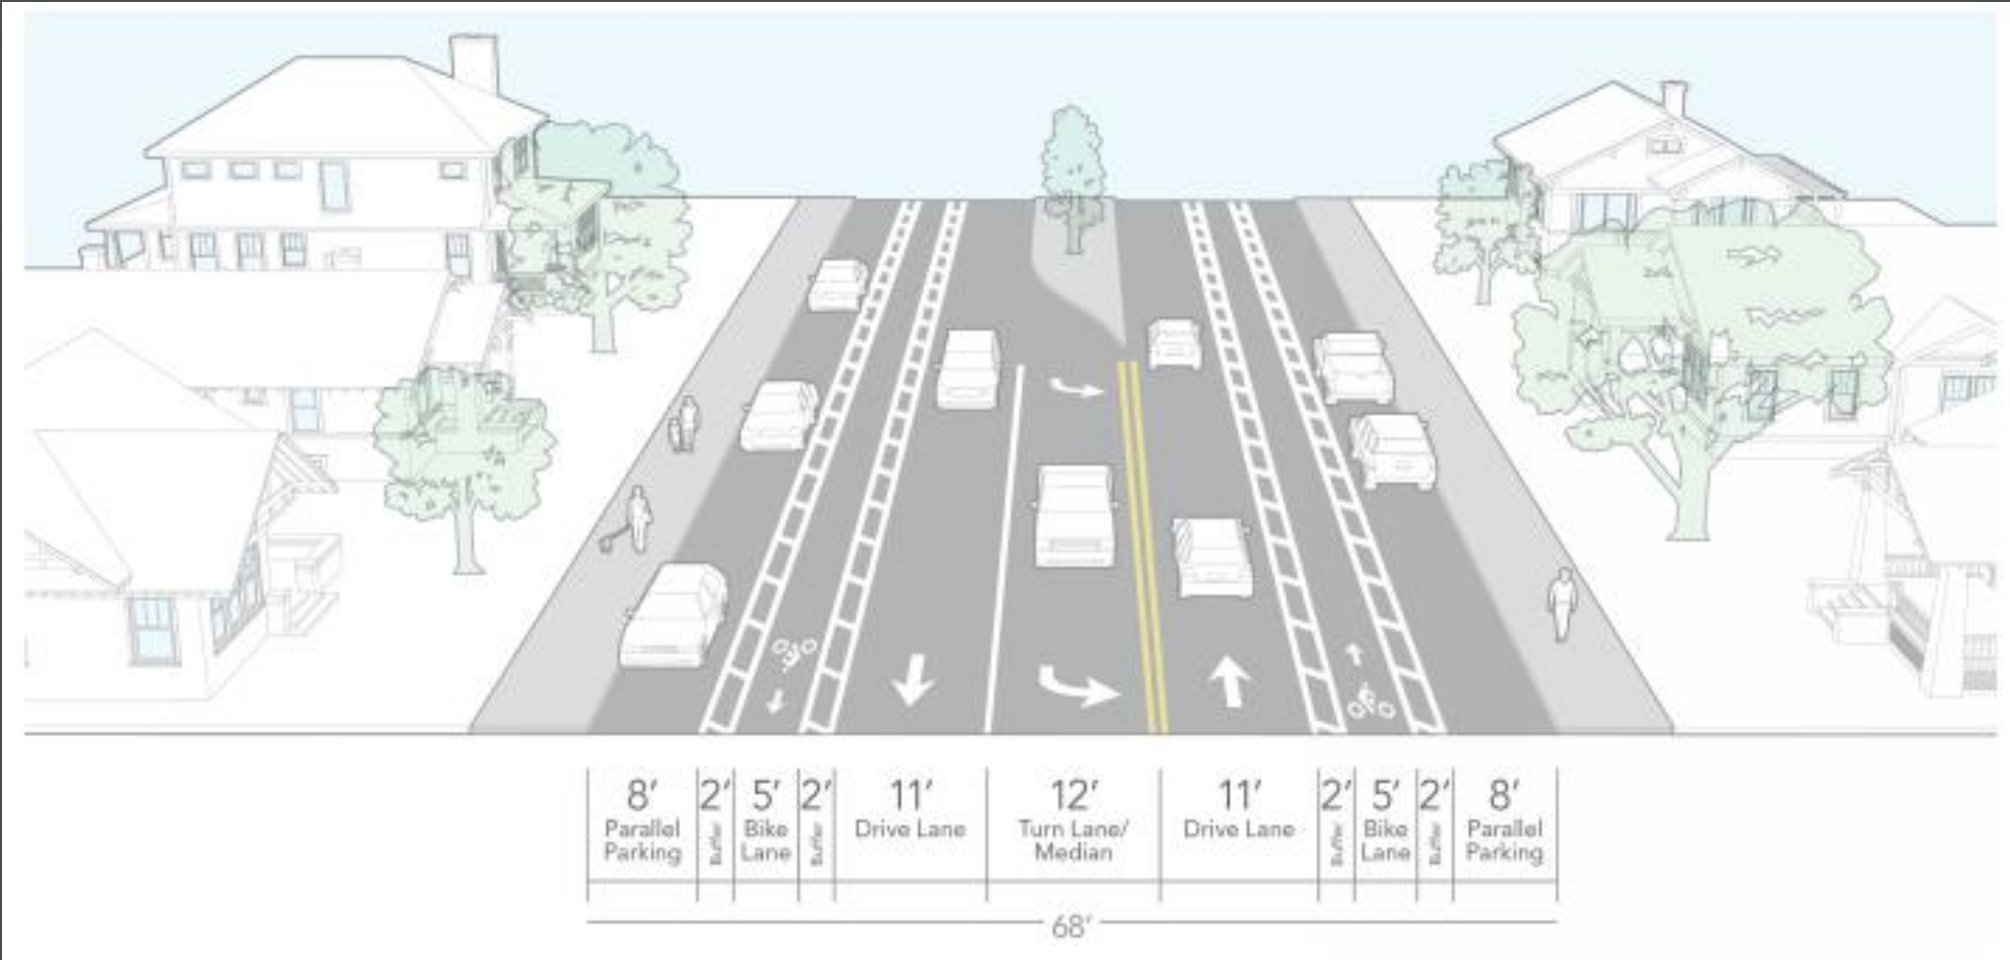 8' 2' 5' 2' 11' 12' 11' 2' 5' 2' 8'
Parallel Buffer Bike Buffer Drive Lane Turn Lane/ Drive Lane Buffer Bike Buffer Parallel
Parking Lane Median Lane Parking
68'